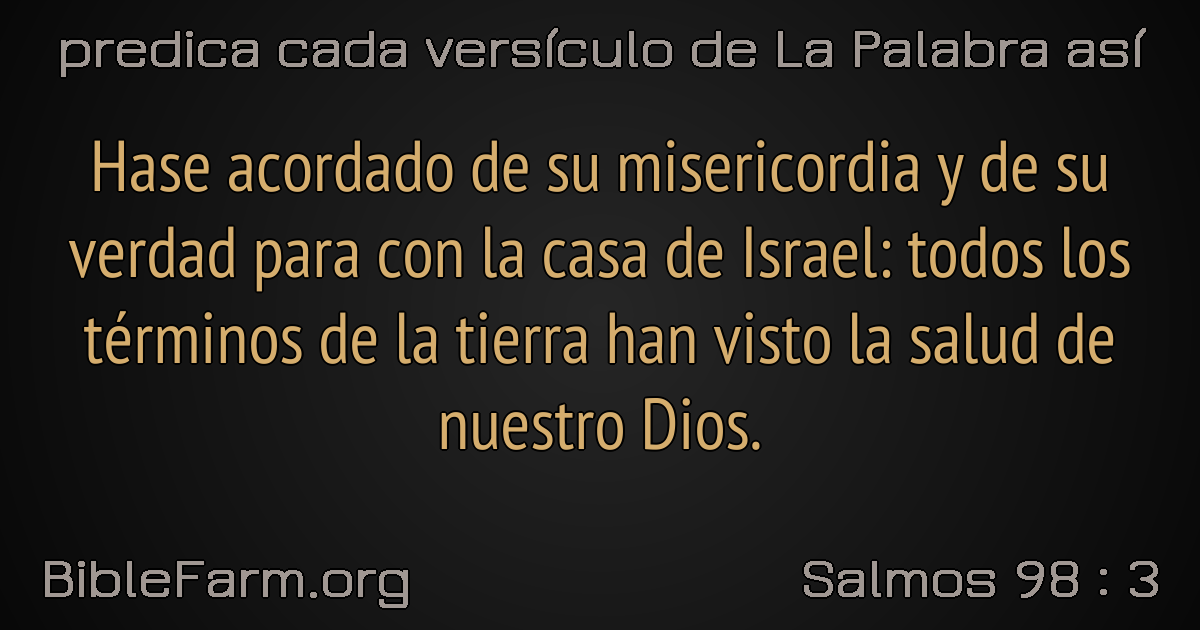 predica cada versículo de La Palabra así
Hase acordado de su misericordia y de su
verdad para con la casa de Israel: todos los
términos de la tierra han visto la salud de
nuestro Dios.
BibleFarm.org
Salmos 98 : 3